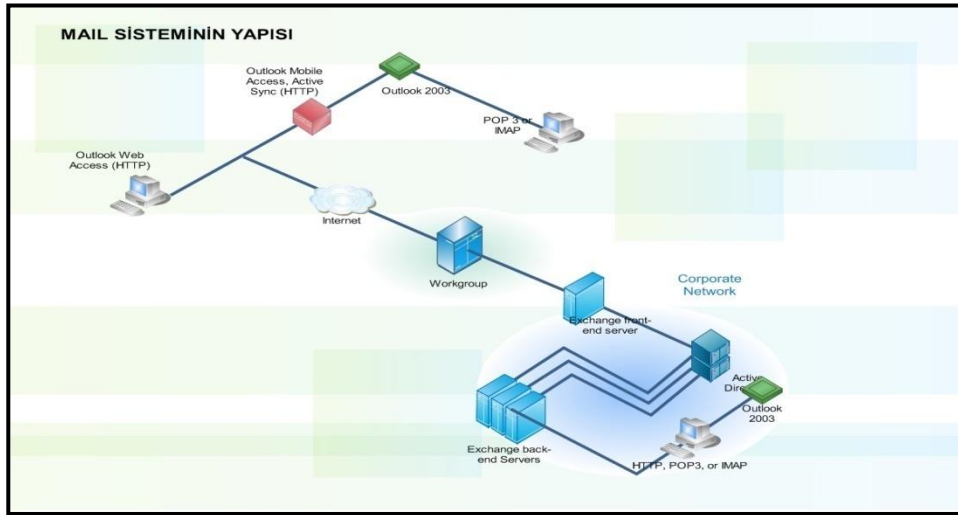 MAIL SİSTEMİNİN YAPISI
Outlook Mobile
Access, Active
Sync (HTTP)
Outlook 2003
POP 3 or
IMAP
Outlook Web
Access (HTTP)
Internet
Workgroup
Corporate
Network
Exchange front-
end server
Active
Dire
Outlook
2003
Exchange back-
end Servers
HTTP, POP3, or IMAP